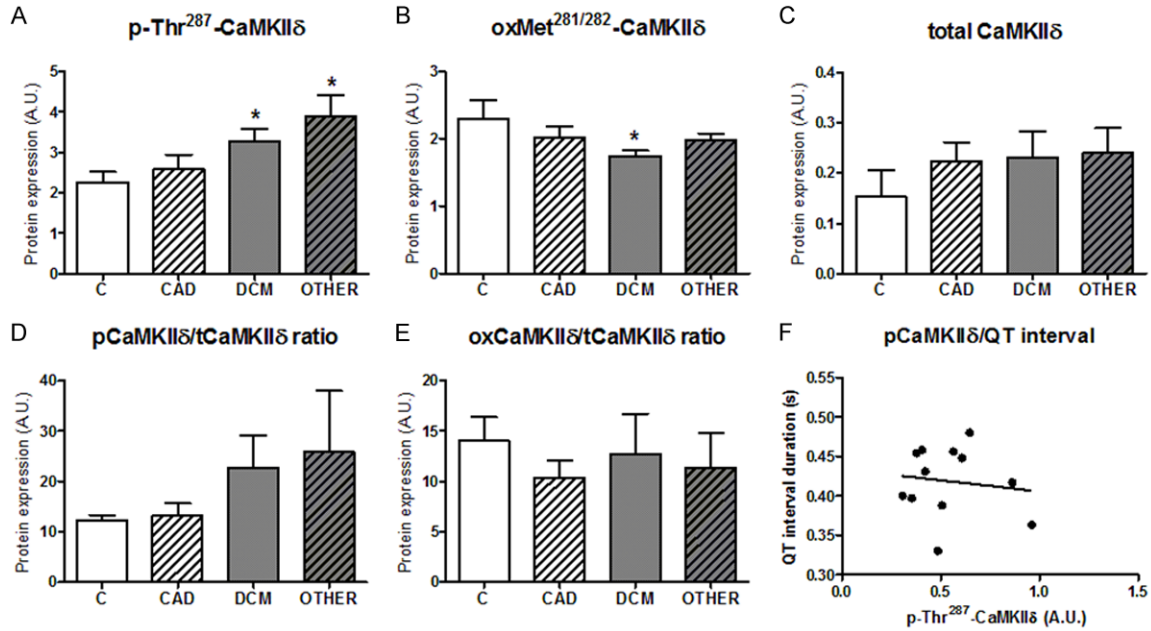 A
p-Thr²⁸⁷-CaMKIIδ
Protein expression (A.U.)
5
4
3
2
1
0
*
*
C CAD DCM OTHER
B
oxMet²⁸¹/²⁸²-CaMKIIδ
Protein expression (A.U.)
3
2
1
0
*
C CAD DCM OTHER
C
total CaMKIIδ
Protein expression (A.U.)
0.4
0.3
0.2
0.1
0.0
C CAD DCM OTHER
D
pCaMKIIδ/tCaMKIIδ ratio
Protein expression (A.U.)
40
30
20
10
0
C CAD DCM OTHER
E
oxCaMKIIδ/tCaMKIIδ ratio
Protein expression (A.U.)
20
15
10
5
0
C CAD DCM OTHER
F
pCaMKIIδ/QT interval
QT interval duration (s)
0.55
0.50
0.45
0.40
0.35
0.30
0.0 0.5 1.0 1.5
p-Thr²⁸⁷-CaMKIIδ (A.U.)